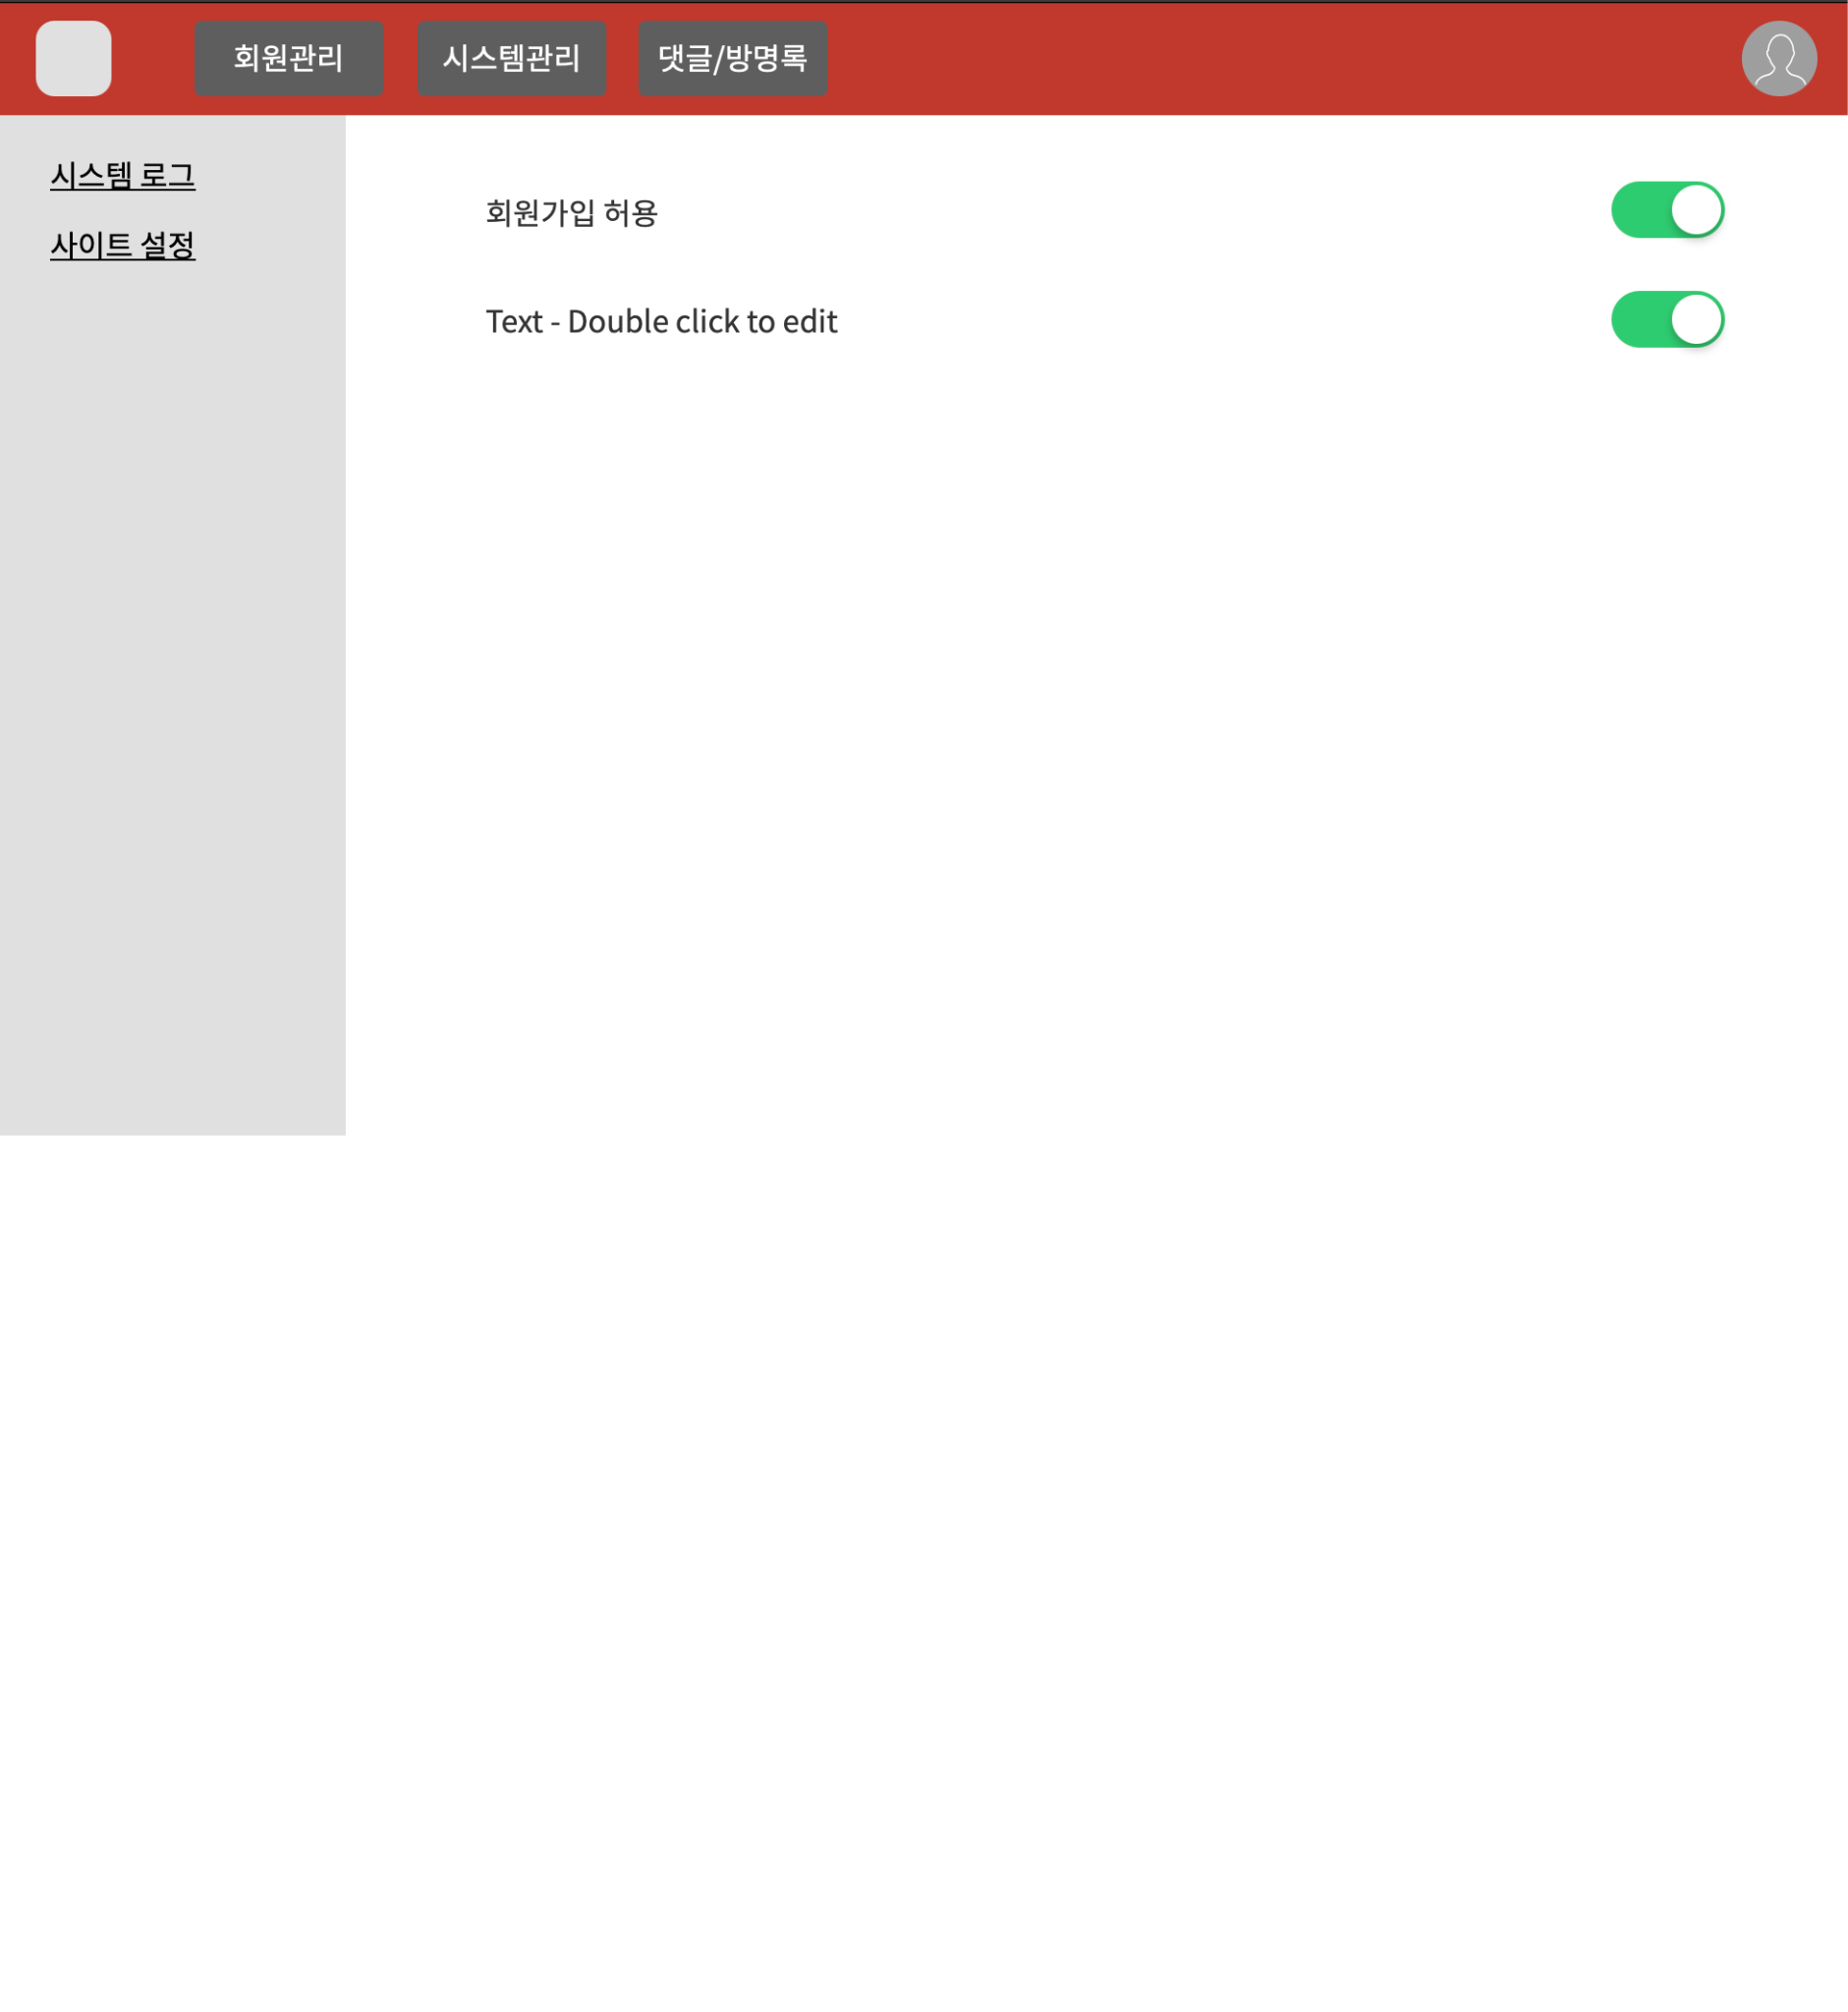 회원관리
시스템관리
댓글/방명록
시스템 로그
사이트 설정
회원가입 허용
Text - Double click to edit